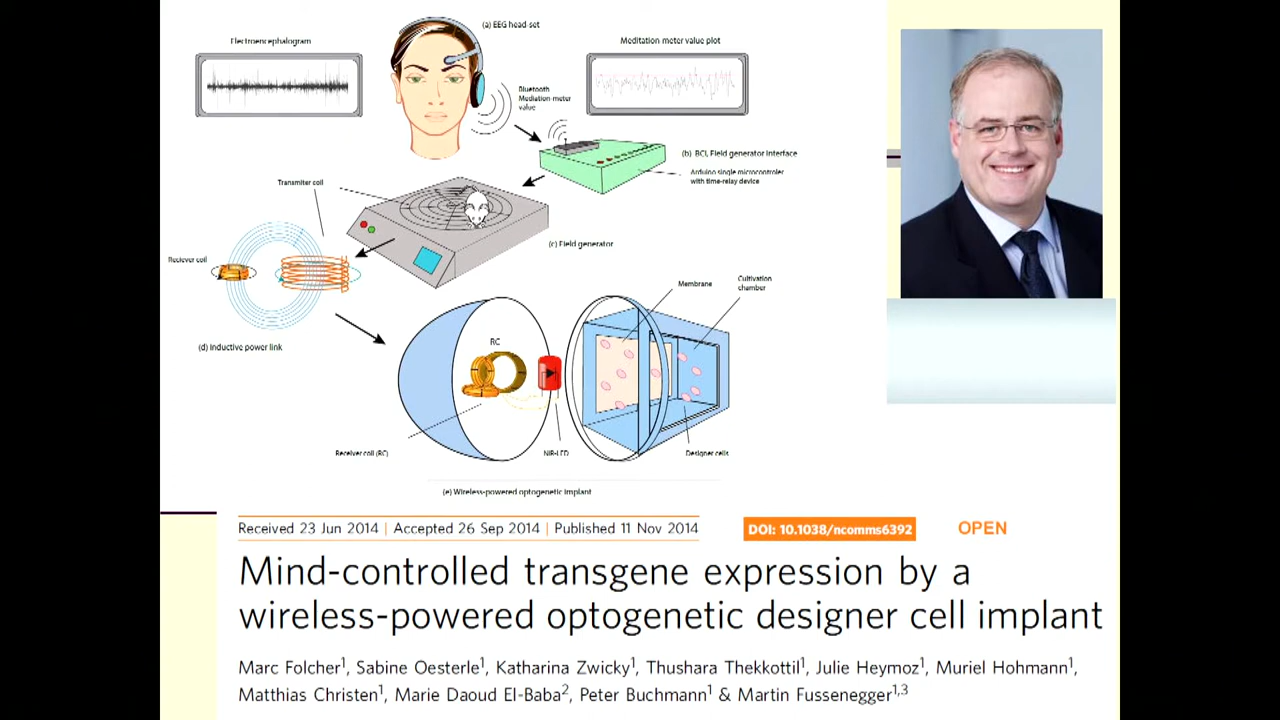 (a) EEG head-set
Electroencephalogram
Meditation meter value plot
Bluetooth
Mediation-meter
value
(b) BCI, Field generator interface
Arduino single microcontroler
with time-relay device
Transmiter coil
(c) Field generator
Reciever coil
(d) Inductive power link
Membrane
Cultivation
chamber
RC
Receiver coil (RC)
NIR-LED
Designer cells
(e) Wireless-powered optogenetic implant
Received 23 Jun 2014 | Accepted 26 Sep 2014 | Published 11 Nov 2014
DOI: 10.1038/ncomms6392
OPEN
Mind-controlled transgene expression by a
wireless-powered optogenetic designer cell implant
Marc Folcher1, Sabine Oesterle1, Katharina Zwicky1, Thushara Thekkottil1, Julie Heymoz1, Muriel Hohmann1,
Matthias Christen1, Marie Daoud El-Baba2, Peter Buchmann1 & Martin Fussenegger1,3